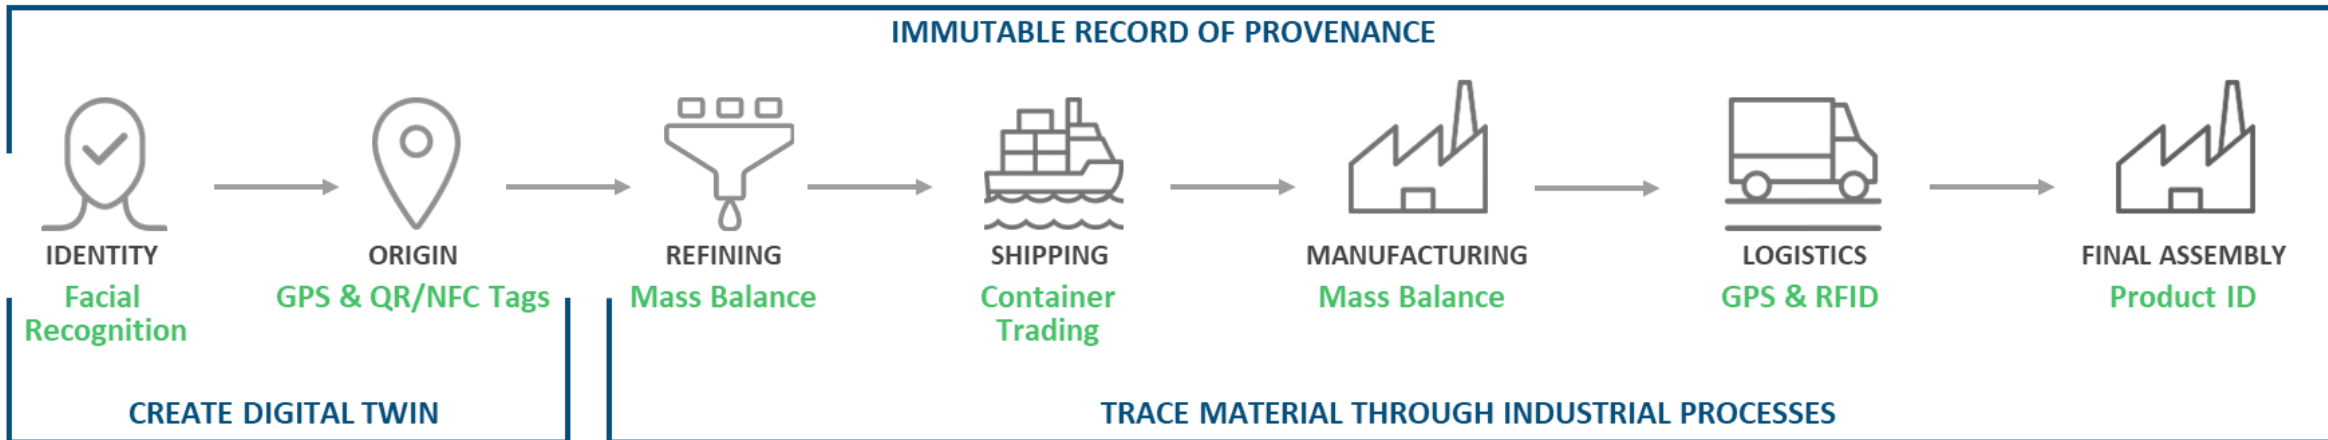 IMMUTABLE RECORD OF PROVENANCE
IDENTITY
Facial
Recognition
ORIGIN
GPS & QR/NFC Tags
REFINING
Mass Balance
SHIPPING
Container
Trading
MANUFACTURING
Mass Balance
LOGISTICS
GPS & RFID
FINAL ASSEMBLY
Product ID
CREATE DIGITAL TWIN
TRACE MATERIAL THROUGH INDUSTRIAL PROCESSES